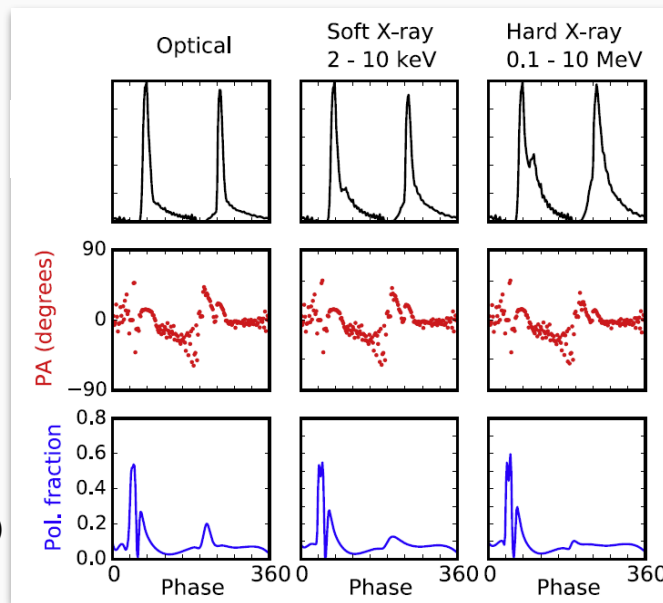 Optical
Soft X-ray
2 - 10 keV
Hard X-ray
0.1 - 10 MeV
90
0
−90
PA (degrees)
0.8
0.6
0.4
0.2
0.0
Pol. fraction
0 360 0 360 0 360
Phase Phase Phase
)